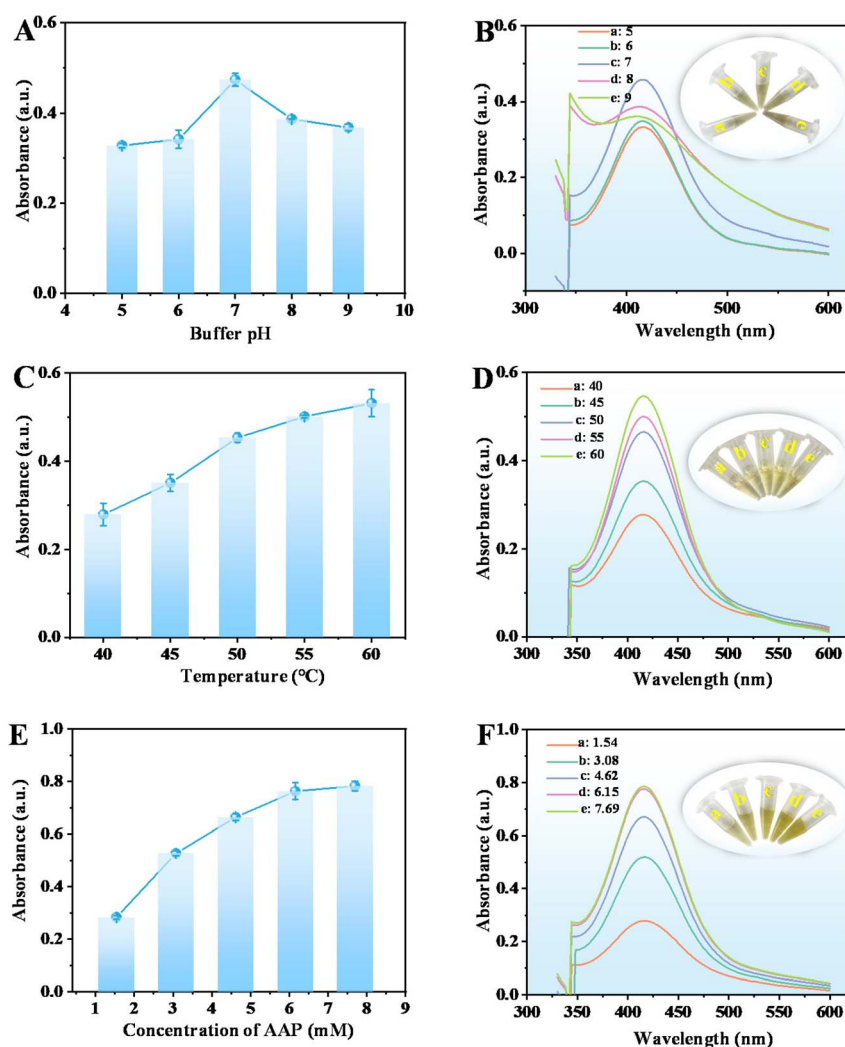 A
Absorbance (a.u.)
0.6
0.4
0.2
0.0
4 5 6 7 8 9 10
Buffer pH
B
Absorbance (a.u.)
0.6
0.4
0.2
0.0
a: 5
b: 6
c: 7
d: 8
e: 9
c
e
300 350 400 450 500 550 600
Wavelength (nm)
C
Absorbance (a.u.)
0.6
0.4
0.2
0.0
40 45 50 55 60
Temperature (°C)
D
Absorbance (a.u.)
0.6
0.4
0.2
0.0
a: 40
b: 45
c: 50
d: 55
e: 60
a b c d e
300 350 400 450 500 550 600
Wavelength (nm)
E
Absorbance (a.u.)
1.0
0.8
0.6
0.4
0.2
0.0
1 2 3 4 5 6 7 8 9
Concentration of AAP (mM)
F
Absorbance (a.u.)
1.0
0.8
0.6
0.4
0.2
0.0
a: 1.54
b: 3.08
c: 4.62
d: 6.15
e: 7.69
a b c d e
300 350 400 450 500 550 600
Wavelength (nm)